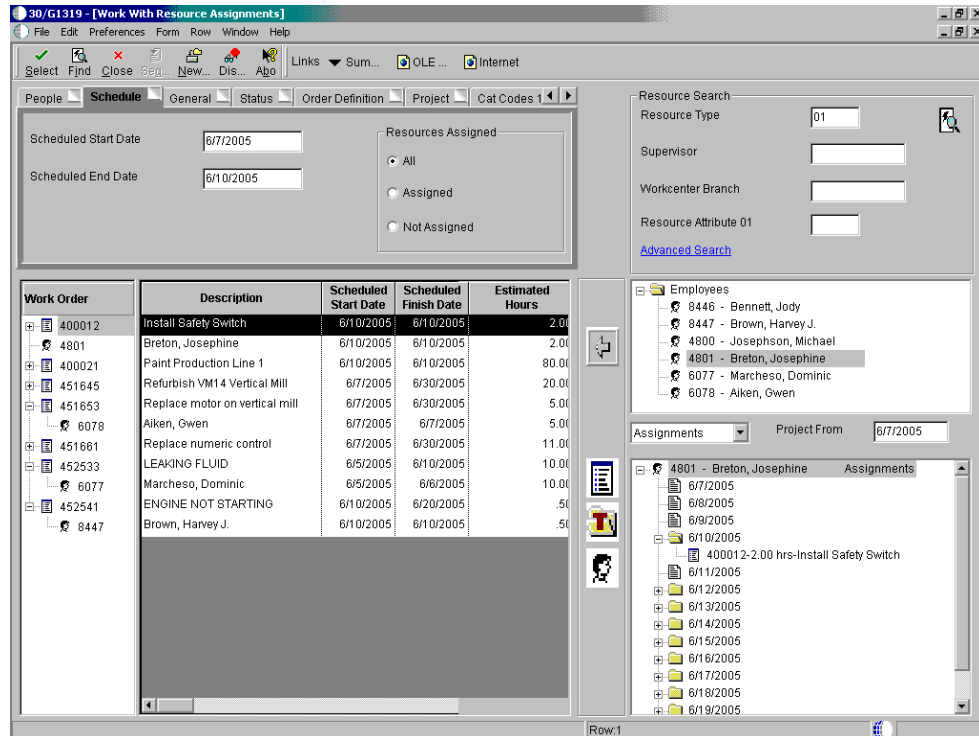 30/G1319 - [Work With Resource Assignments]
File Edit Preferences Form Row Window Help
Select Find Close Seq... New... Dis... Abo Links Sum... OLE ... Internet
People Schedule General Status Order Definition Project Cat Codes 1
Scheduled Start Date 6/7/2005
Scheduled End Date 6/10/2005
Resources Assigned
All
Assigned
Not Assigned
Resource Search
Resource Type 01
Supervisor
Workcenter Branch
Resource Attribute 01
Advanced Search
Work Order Description Scheduled Start Date Scheduled Finish Date Estimated Hours
400012 Install Safety Switch 6/10/2005 6/10/2005 2.00
4801 Breton, Josephine 6/10/2005 6/10/2005 2.00
400021 Paint Production Line 1 6/10/2005 6/10/2005 80.00
451645 Refurbish VM14 Vertical Mill 6/7/2005 6/30/2005 20.00
451653 Replace motor on vertical mill 6/7/2005 6/30/2005 5.00
6078 Aiken, Gwen 6/7/2005 6/7/2005 5.00
451661 Replace numeric control 6/7/2005 6/30/2005 11.00
452533 LEAKING FLUID 6/5/2005 6/10/2005 10.00
6077 Marcheso, Dominic 6/5/2005 6/6/2005 10.00
452541 ENGINE NOT STARTING 6/10/2005 6/20/2005 .50
8447 Brown, Harvey J. 6/10/2005 6/10/2005 .50
Employees
8446 - Bennett, Jody
8447 - Brown, Harvey J.
4800 - Josephson, Michael
4801 - Breton, Josephine
6077 - Marcheso, Dominic
6078 - Aiken, Gwen
Assignments Project From 6/7/2005
4801 - Breton, Josephine Assignments
6/7/2005
6/8/2005
6/9/2005
6/10/2005
400012-2.00 hrs-Install Safety Switch
6/11/2005
6/12/2005
6/13/2005
6/14/2005
6/15/2005
6/16/2005
6/17/2005
6/18/2005
6/19/2005
Row:1